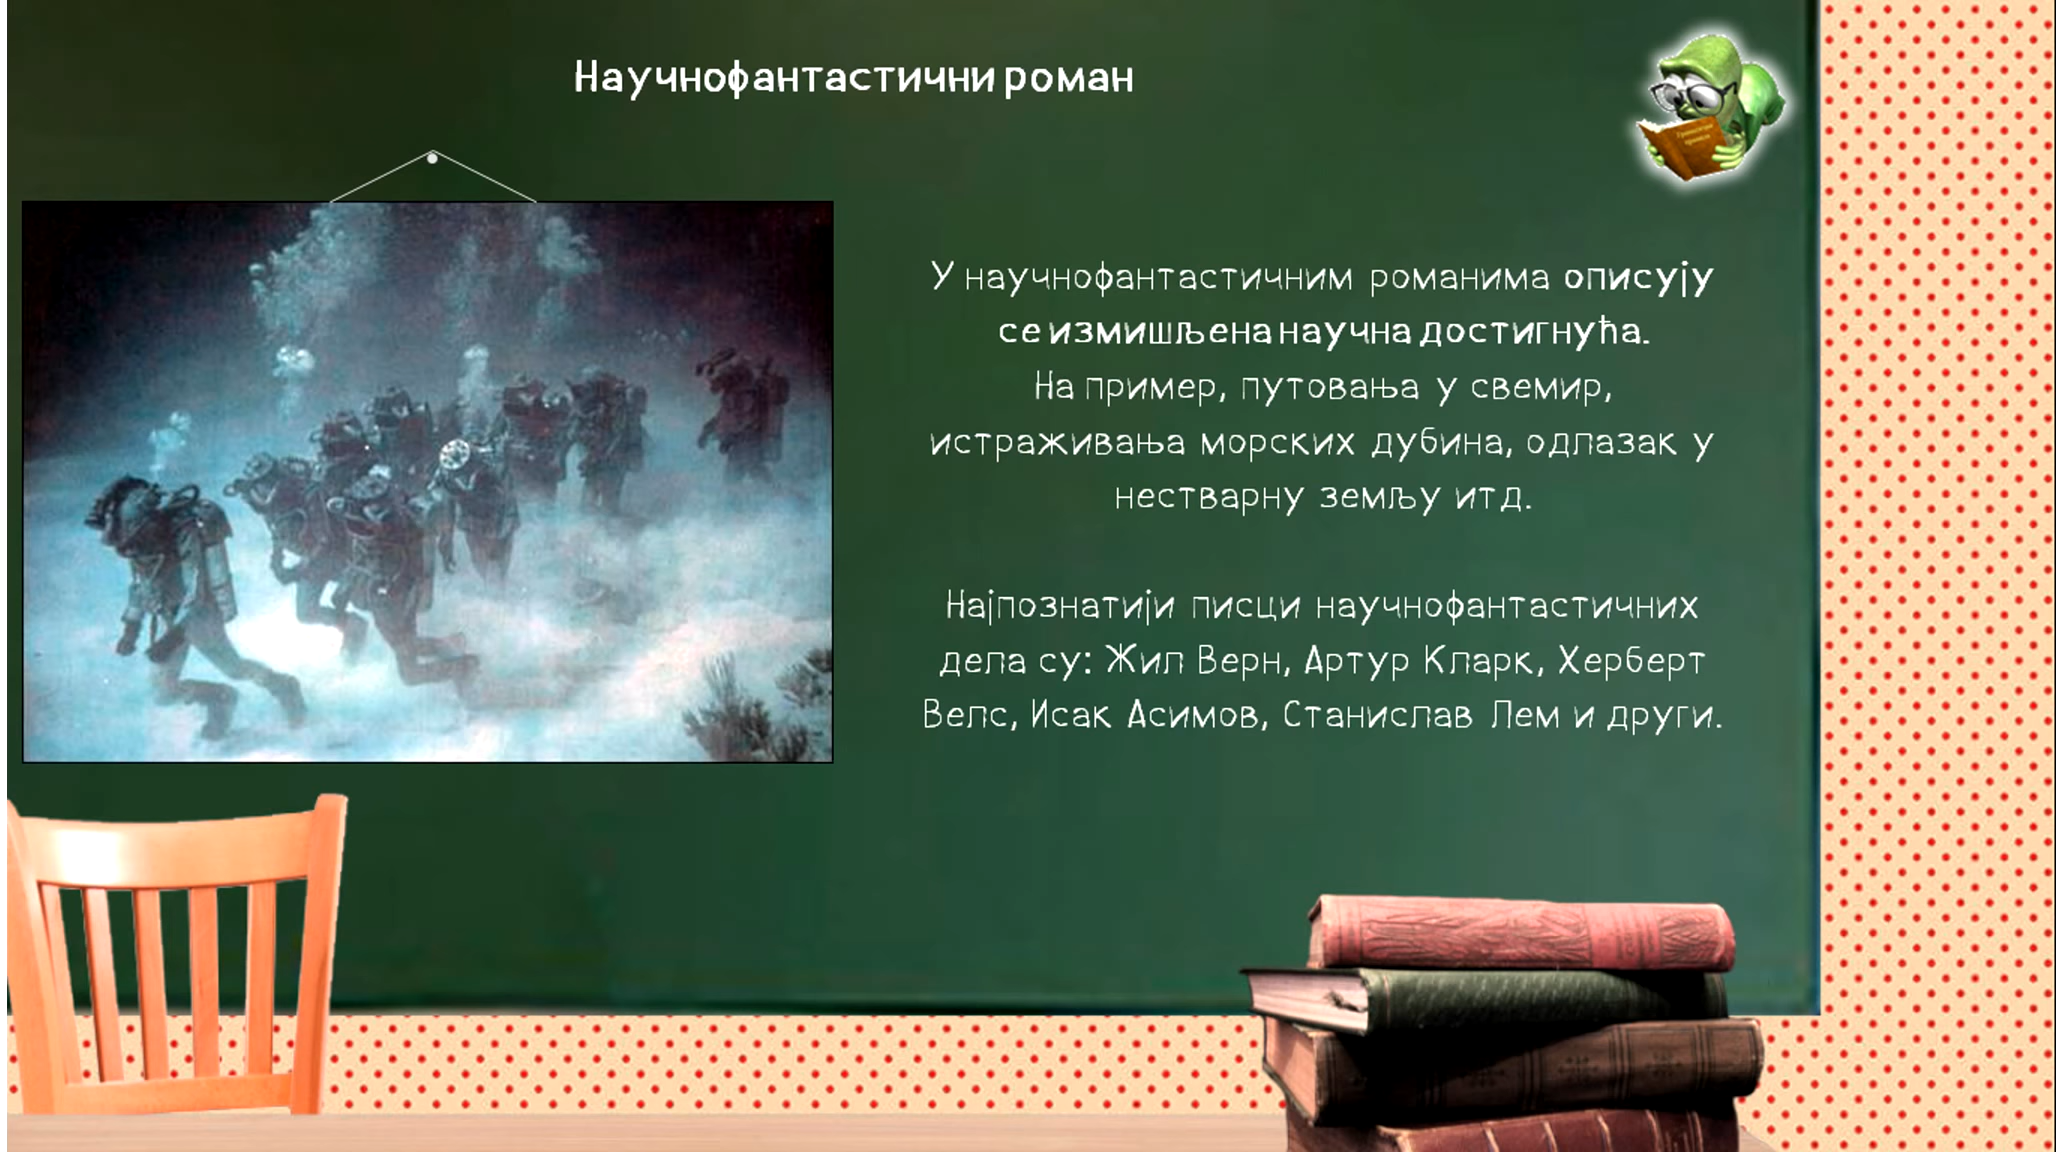 Научнофантастични роман
У научнофантастичним романима описују
се измишљена научна достигнућа.
На пример, путовања у свемир,
истраживања морских дубина, одлазак у
нестварну земљу итд.
Најпознатији писци научнофантастичних
дела су: Жил Верн, Артур Кларк, Херберт
Велс, Исак Асимов, Станислав Лем и други.